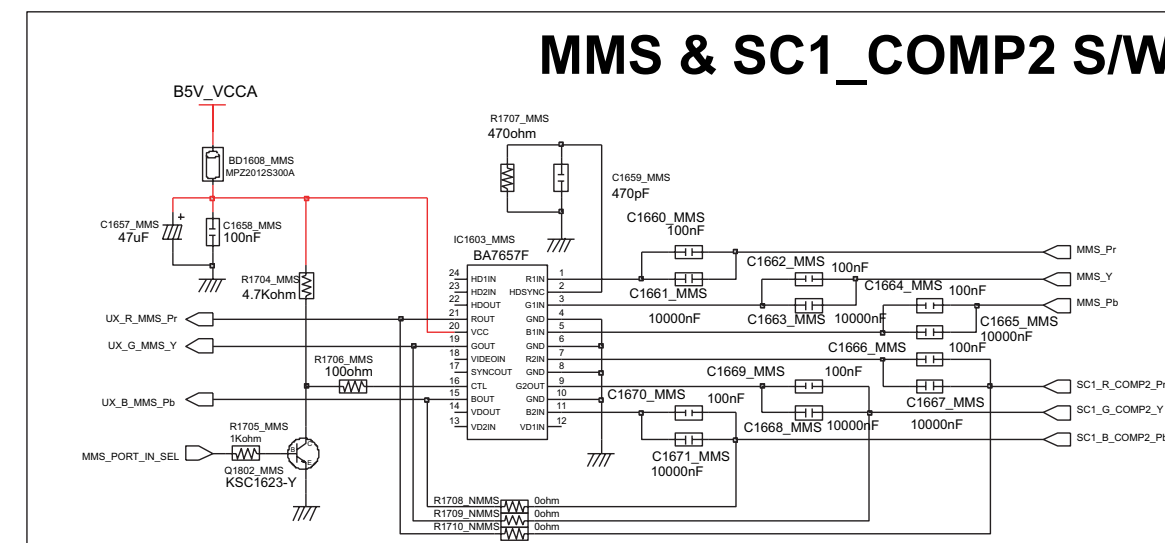 MMS & SC1_COMP2 S/W
B5V_VCCA
BD1608_MMS
MPZ2012S300A
C1657_MMS
47uF
+
C1658_MMS
100nF
R1704_MMS
4.7Kohm
R1707_MMS
470ohm
C1659_MMS
470pF
IC1603_MMS
BA7657F
24 HD1IN R1IN 1
23 HD2IN HDSYNC 2
22 HDOUT G1IN 3
21 ROUT GND 4
20 VCC B1IN 5
19 GOUT GND 6
18 VIDEOIN R2IN 7
17 SYNCOUT GND 8
16 CTL G2OUT 9
15 BOUT GND 10
14 VDOUT B2IN 11
13 VD2IN VD1IN 12
C1660_MMS
100nF
C1661_MMS
10000nF
C1662_MMS
100nF
C1663_MMS
10000nF
C1664_MMS
100nF
C1665_MMS
10000nF
C1666_MMS
100nF
C1667_MMS
10000nF
C1669_MMS
100nF
C1668_MMS
10000nF
C1670_MMS
100nF
C1671_MMS
10000nF
MMS_Pr
MMS_Y
MMS_Pb
SC1_R_COMP2_Pr
SC1_G_COMP2_Y
SC1_B_COMP2_Pb
UX_R_MMS_Pr
UX_G_MMS_Y
UX_B_MMS_Pb
R1706_MMS
100ohm
MMS_PORT_IN_SEL
R1705_MMS
1Kohm
B
C
E
Q1802_MMS
KSC1623-Y
R1708_NMMS 0ohm
R1709_NMMS 0ohm
R1710_NMMS 0ohm